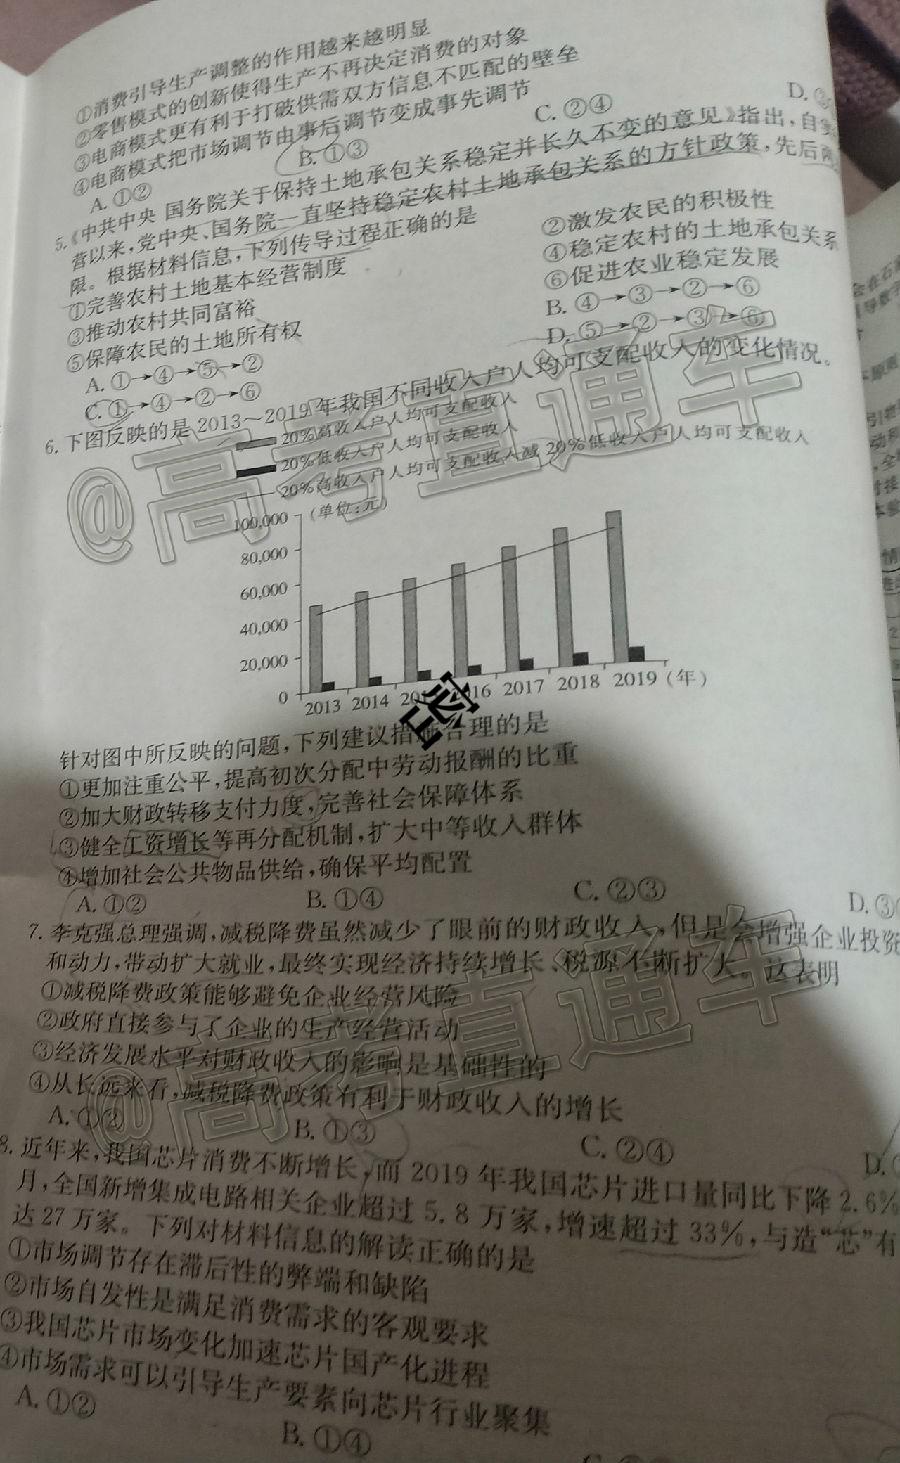 ①消费引导生产调整的作用越来越明显
②零售模式的创新使得生产不再决定消费的对象
③电商模式更有利于打破供需双方信息不匹配的壁垒
④电商模式把市场调节由事后调节变成事先调节
A. ①② B. ①③ C. ②④ D.
5.《中共中央 国务院关于保持土地承包关系稳定并长久不变的意见》指出,自实
营以来,党中央、国务院一直坚持稳定农村土地承包关系的方针政策,先后两
限。根据材料信息,下列传导过程正确的是
①完善农村土地基本经营制度 ②激发农民的积极性
③推动农村共同富裕 ④稳定农村的土地承包关系
⑤保障农民的土地所有权 ⑥促进农业稳定发展
A. ①→④→⑤→② B. ④→③→②→⑥
C. ①→④→②→⑥ D. ⑤→②→③→⑥
6. 下图反映的是2013~2019年我国不同收入户人均可支配收入的变化情况。
20%高收入户人均可支配收入
20%低收入户人均可支配收入
20%高收入户人均可支配收入减 20%低收入户人均可支配收入
(单位:元)
100,000
80,000
60,000
40,000
20,000
0
2013 2014 16 2017 2018 2019 (年)
密
针对图中所反映的问题,下列建议措施合理的是
①更加注重公平,提高初次分配中劳动报酬的比重
②加大财政转移支付力度,完善社会保障体系
③健全工资增长等再分配机制,扩大中等收入群体
④增加社会公共物品供给,确保平均配置
A. ①② B. ①④ C. ②③ D. ③
7. 李克强总理强调,减税降费虽然减少了眼前的财政收入,但是会增强企业投资
和动力,带动扩大就业,最终实现经济持续增长、税源不断扩大。这表明
①减税降费政策能够避免企业经营风险
②政府直接参与了企业的生产经营活动
③经济发展水平对财政收入的影响是基础性的
④从长远来看,减税降费政策有利于财政收入的增长
A. ①② B. ①③ C. ②④ D.
8. 近年来,我国芯片消费不断增长,而2019年我国芯片进口量同比下降2.6%
月,全国新增集成电路相关企业超过5.8万家,增速超过33%,与造“芯”有
达27万家。下列对材料信息的解读正确的是
①市场调节存在滞后性的弊端和缺陷
②市场自发性是满足消费需求的客观要求
③我国芯片市场变化加速芯片国产化进程
④市场需求可以引导生产要素向芯片行业聚集
A. ①② B. ①④
@高考直通车
@高考直通车